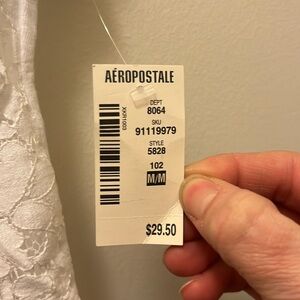 AÉROPOSTALE
DEPT
8064
SKU
91119979
STYLE
5828
102
M/M
$29.50